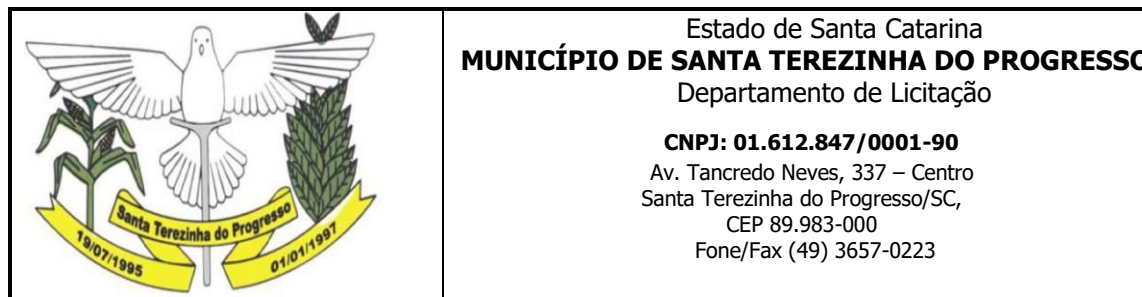 Santa Terezinha do Progresso
19/07/1995
01/01/1997
Estado de Santa Catarina
MUNICÍPIO DE SANTA TEREZINHA DO PROGRESSO
Departamento de Licitação
CNPJ: 01.612.847/0001-90
Av. Tancredo Neves, 337 – Centro
Santa Terezinha do Progresso/SC,
CEP 89.983-000
Fone/Fax (49) 3657-0223